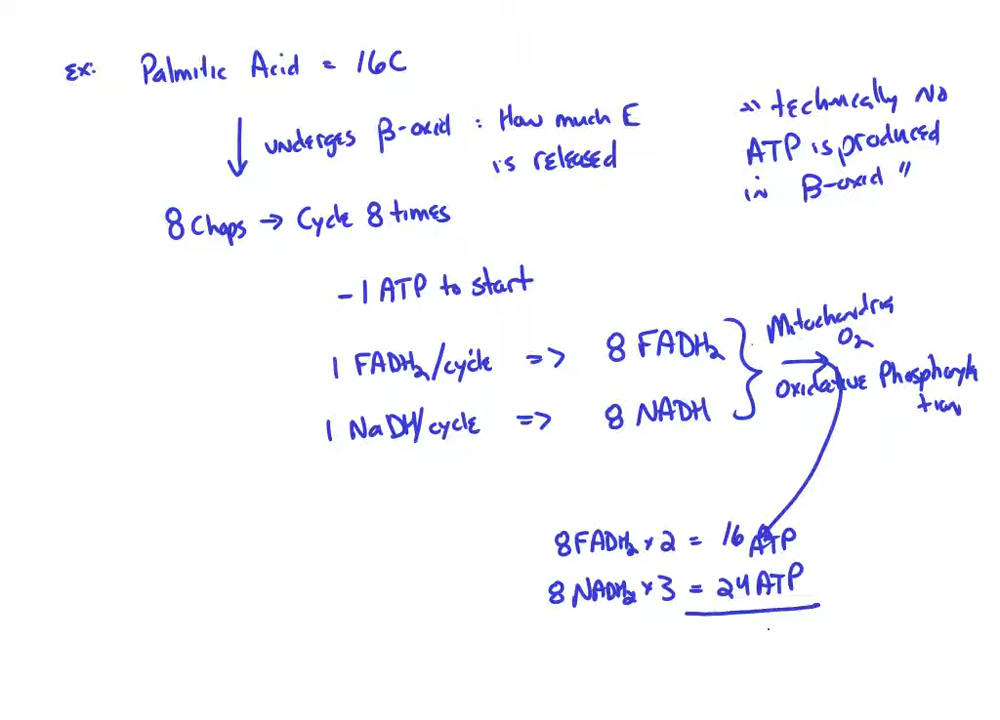 Ex: Palmitic Acid = 16C
undergoes β-oxid : How much E
is released
" technically No
ATP is produced
in β-oxid "
8 Chops → Cycle 8 times
- 1 ATP to start
1 FADH₂/cycle => 8 FADH₂
1 NaDH/cycle => 8 NADH
Mitochondria
O₂
Oxidative Phosphoryla
tion
8 FADH₂ × 2 = 16 ATP
8 NADH₂ × 3 = 24 ATP